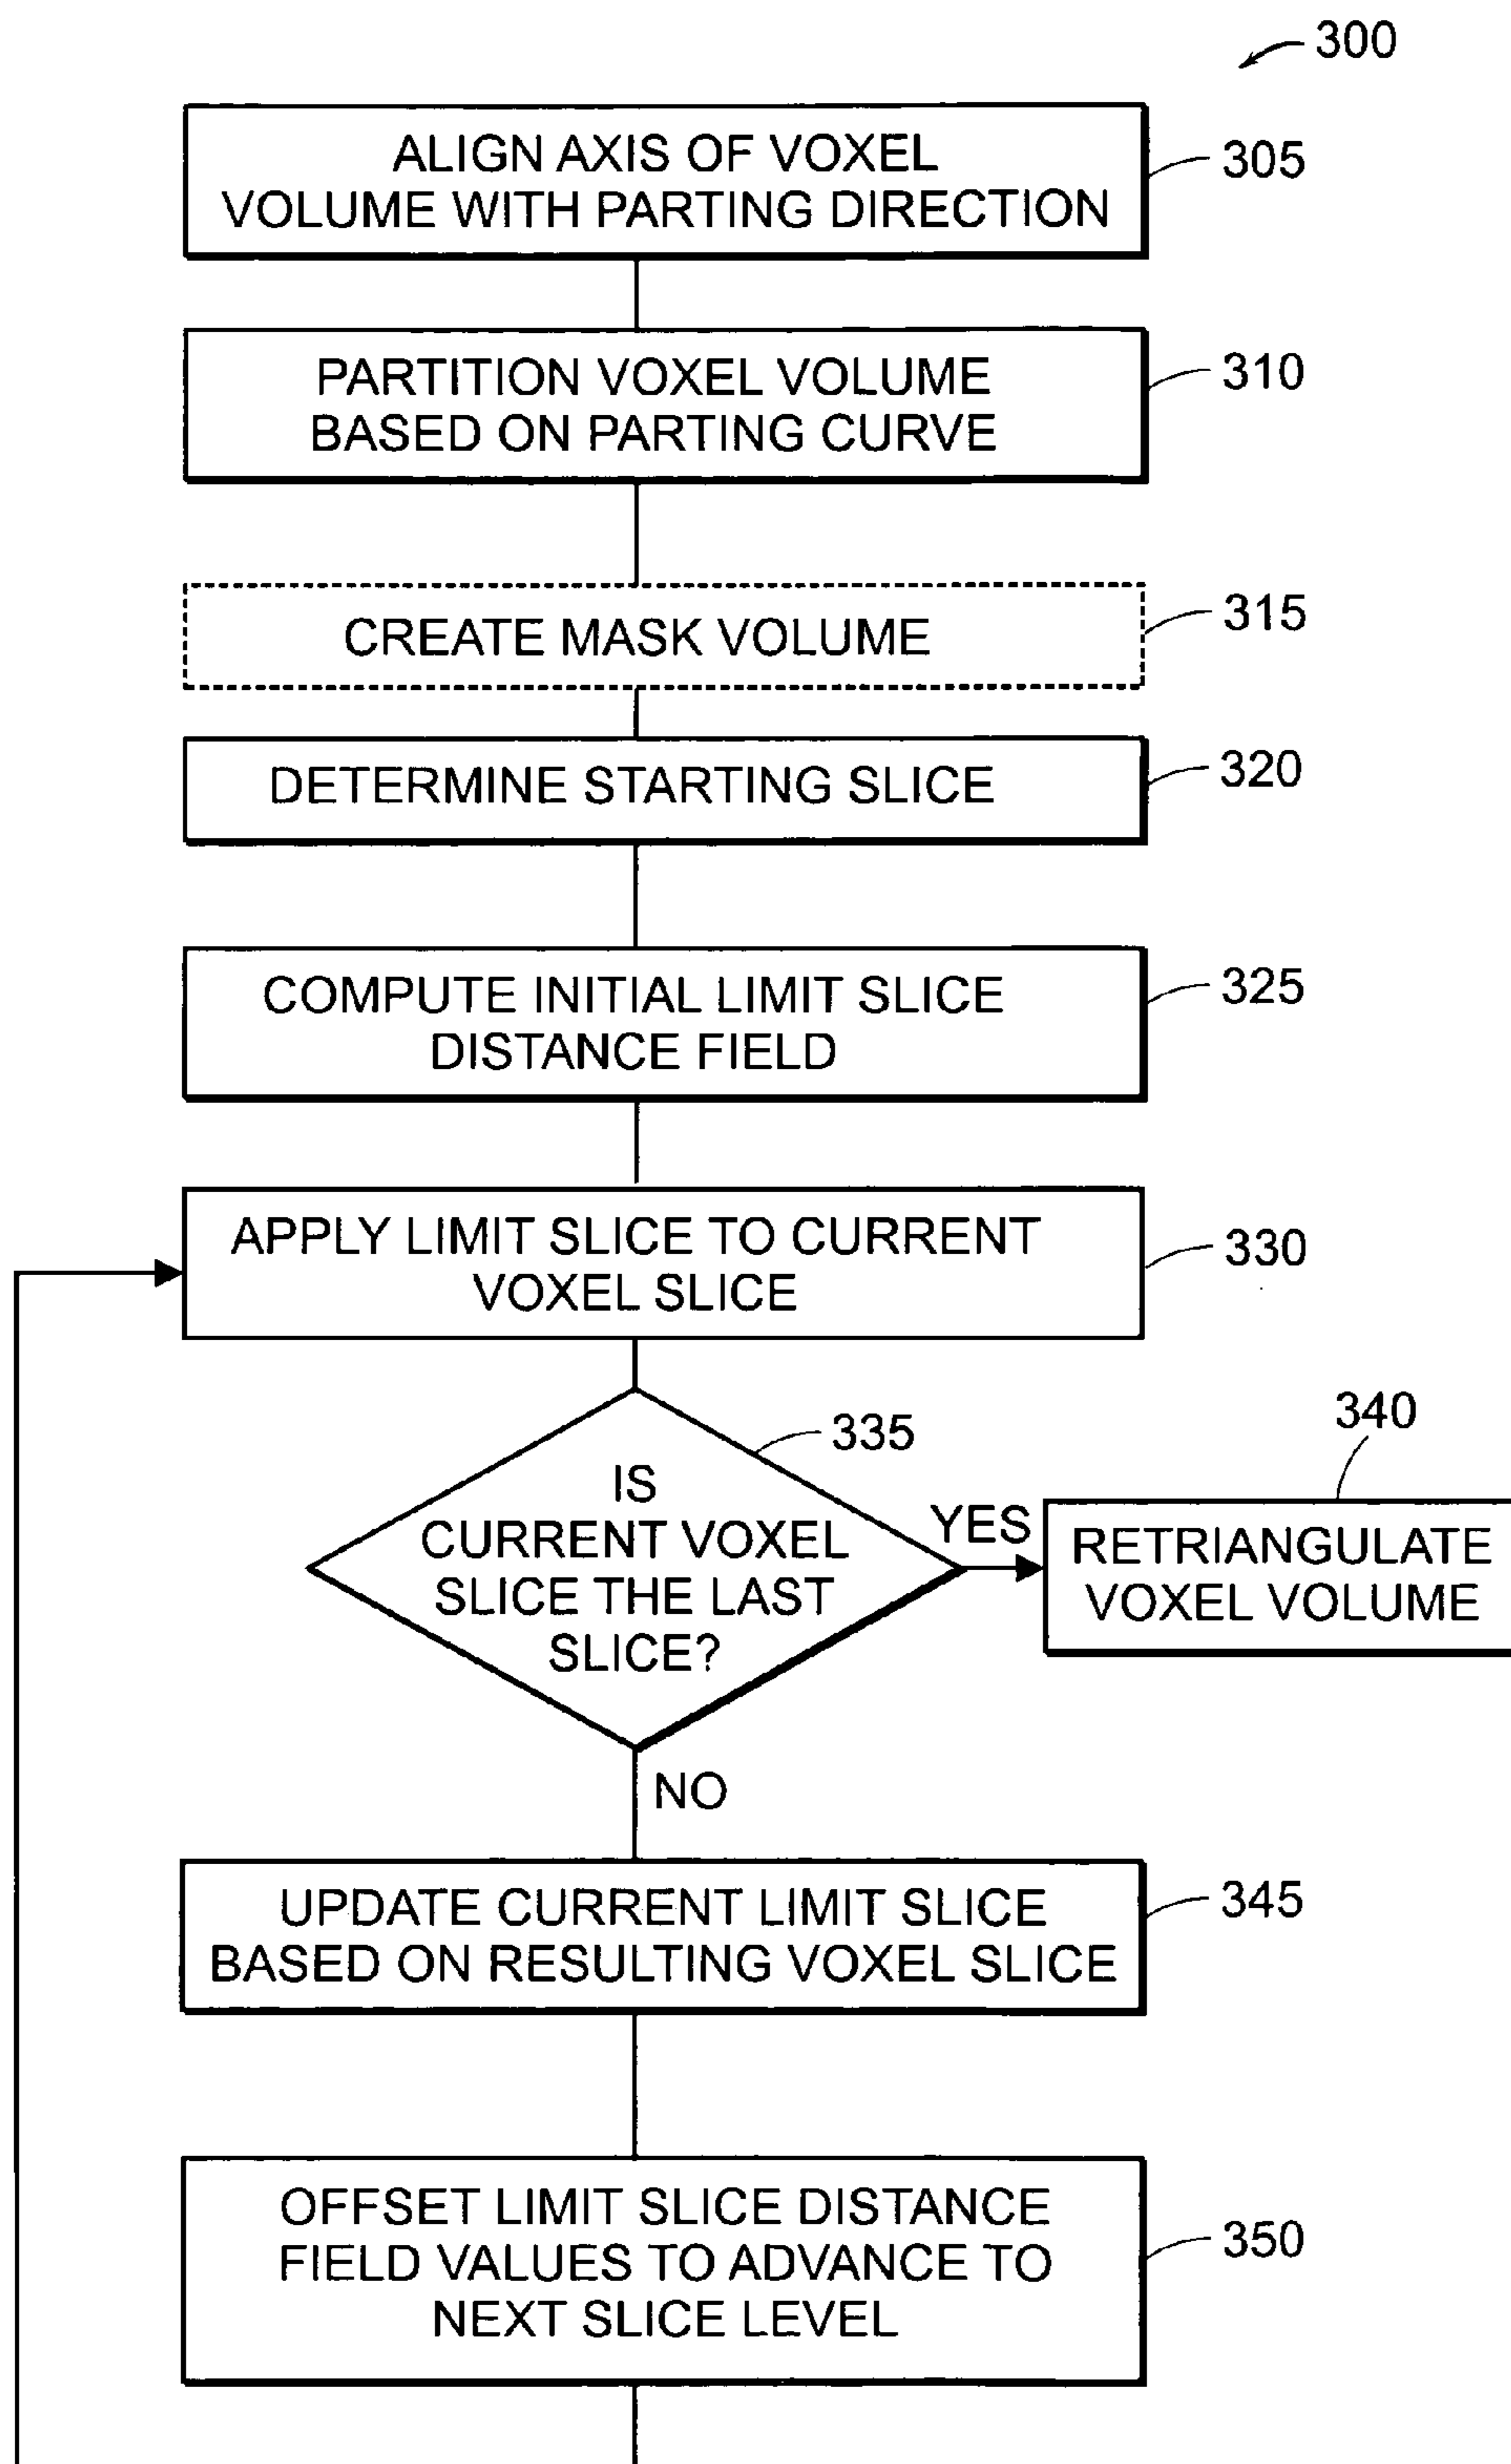 300
ALIGN AXIS OF VOXEL
VOLUME WITH PARTING DIRECTION
305
PARTITION VOXEL VOLUME
BASED ON PARTING CURVE
310
CREATE MASK VOLUME
315
DETERMINE STARTING SLICE
320
COMPUTE INITIAL LIMIT SLICE
DISTANCE FIELD
325
APPLY LIMIT SLICE TO CURRENT
VOXEL SLICE
330
IS
CURRENT VOXEL
SLICE THE LAST
SLICE?
335
YES
340
RETRIANGULATE
VOXEL VOLUME
NO
UPDATE CURRENT LIMIT SLICE
BASED ON RESULTING VOXEL SLICE
345
OFFSET LIMIT SLICE DISTANCE
FIELD VALUES TO ADVANCE TO
NEXT SLICE LEVEL
350